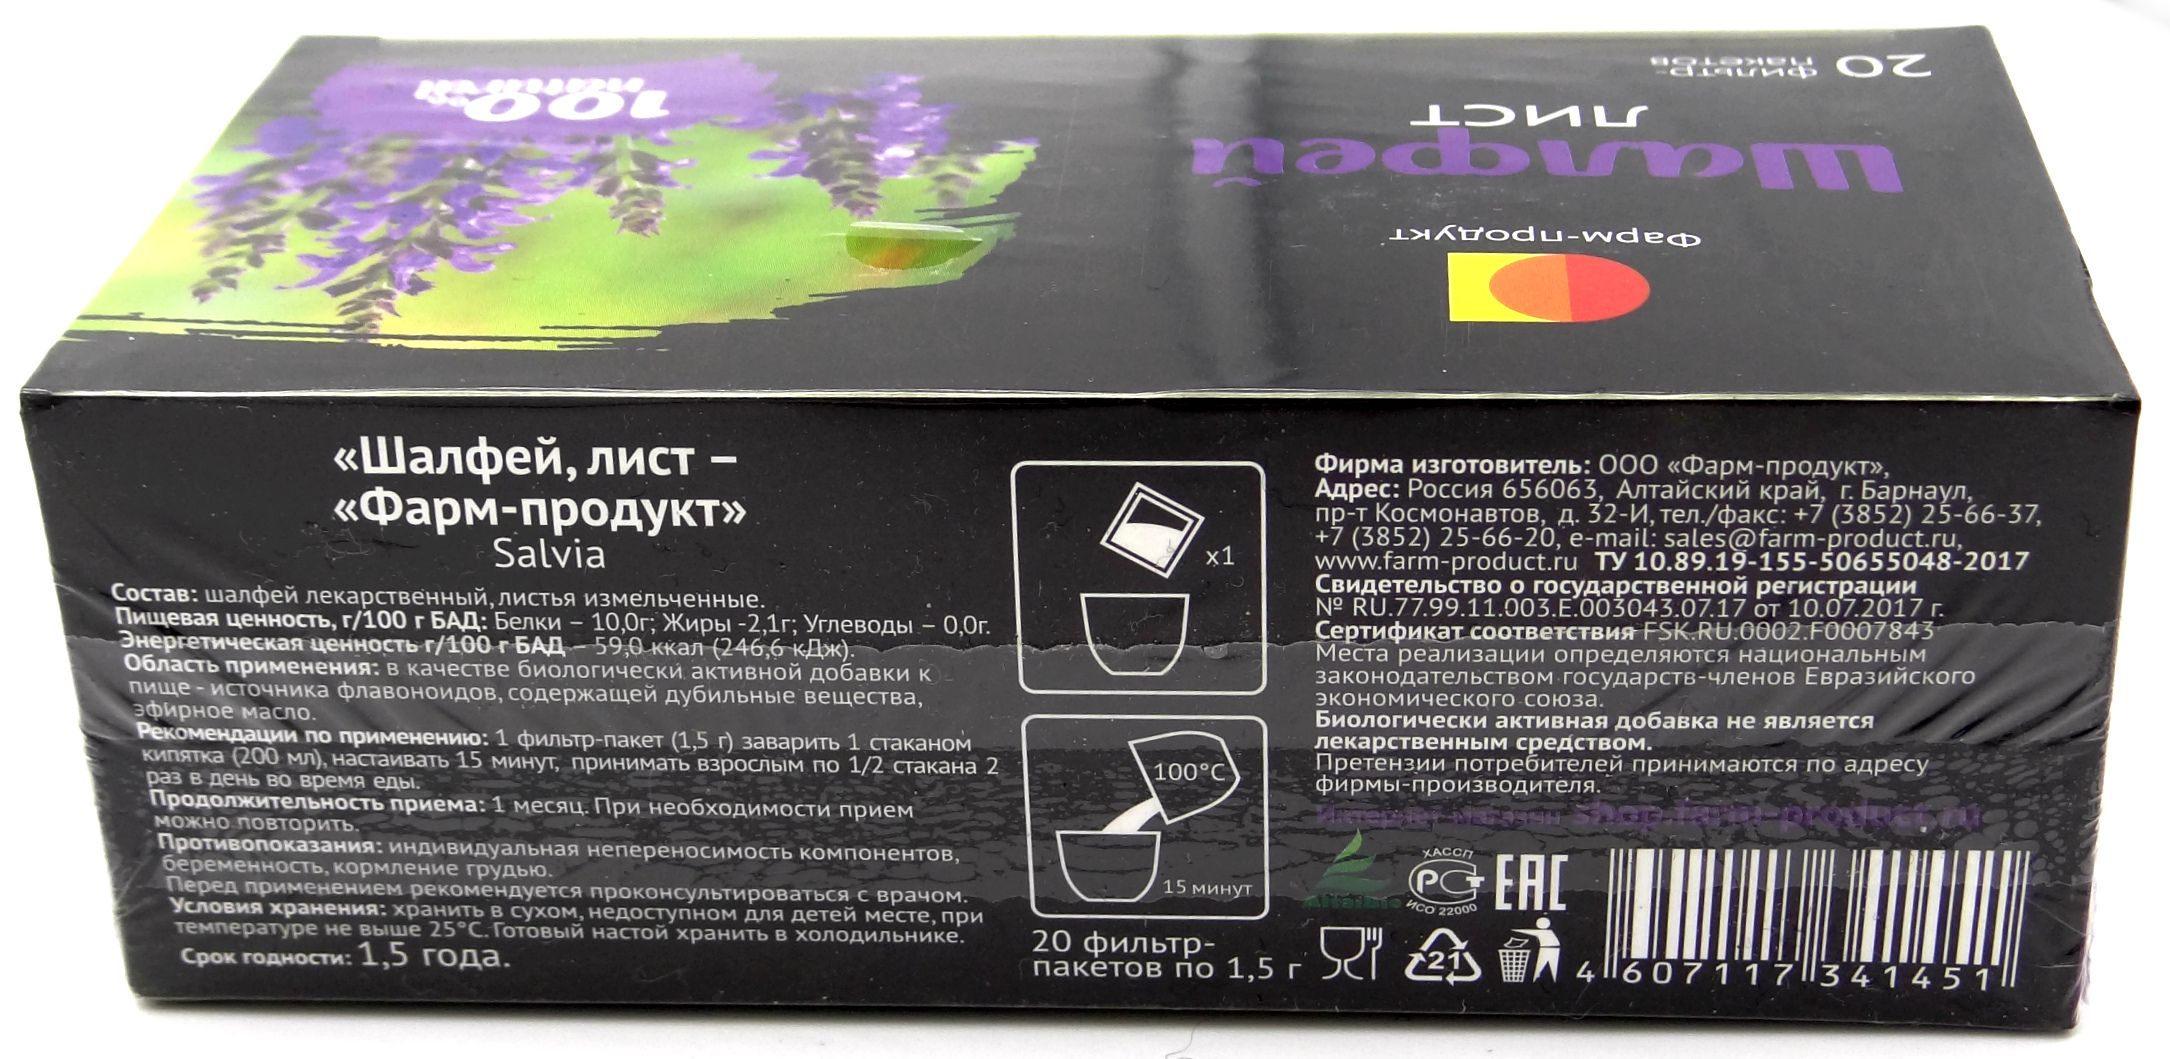 20 фильтр-
пакетов
Шалфей
лист
Фарм-продукт
100%
natural
«Шалфей, лист –
«Фарм-продукт»
Salvia
Состав: шалфей лекарственный, листья измельченные.
Пищевая ценность, г/100 г БАД: Белки – 10,0г; Жиры -2,1г; Углеводы – 0,0г.
Энергетическая ценность г/100 г БАД – 59,0 ккал (246,6 кДж).
Область применения: в качестве биологически активной добавки к
пище - источника флавоноидов, содержащей дубильные вещества,
эфирное масло.
Рекомендации по применению: 1 фильтр-пакет (1,5 г) заварить 1 стаканом
кипятка (200 мл), настаивать 15 минут, принимать взрослым по 1/2 стакана 2
раз в день во время еды.
Продолжительность приема: 1 месяц. При необходимости прием
можно повторить.
Противопоказания: индивидуальная непереносимость компонентов,
беременность, кормление грудью.
Перед применением рекомендуется проконсультироваться с врачом.
Условия хранения: хранить в сухом, недоступном для детей месте, при
температуре не выше 25°С. Готовый настой хранить в холодильнике.
Срок годности: 1,5 года.
x1
100°C
15 минут
20 фильтр-
пакетов по 1,5 г
Фирма изготовитель: ООО «Фарм-продукт»,
Адрес: Россия 656063, Алтайский край, г. Барнаул,
пр-т Космонавтов, д. 32-И, тел./факс: +7 (3852) 25-66-37,
+7 (3852) 25-66-20, e-mail: sales@farm-product.ru,
www.farm-product.ru ТУ 10.89.19-155-50655048-2017
Свидетельство о государственной регистрации
№ RU.77.99.11.003.E.003043.07.17 от 10.07.2017 г.
Сертификат соответствия FSK.RU.0002.F0007843
Места реализации определяются национальным
законодательством государств-членов Евразийского
экономического союза.
Биологически активная добавка не является
лекарственным средством.
Претензии потребителей принимаются по адресу
фирмы-производителя.
Интернет-магазин shop.farm-product.ru
AltaiBio
ХАССП
РСТ
ИСО 22000
EAC
21
4 607117 341451